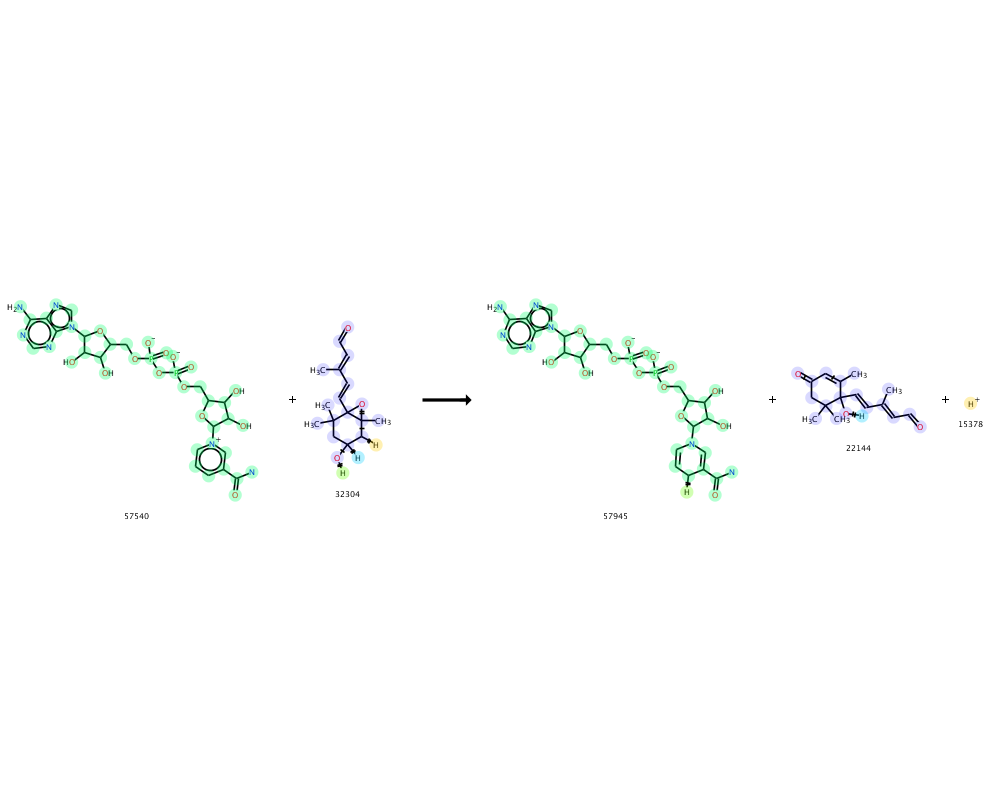 H2N N N N N O HO OH O O O- O O O- O O OH OH O N+ N O
57540
+
O H3C H3C H3C O CH3 O H H H
32304
H2N N N N N O HO OH O O O- O O O- O O OH OH O N N O H
57945
+
O CH3 CH3 H3C CH3 O H O
22144
+
H+
15378